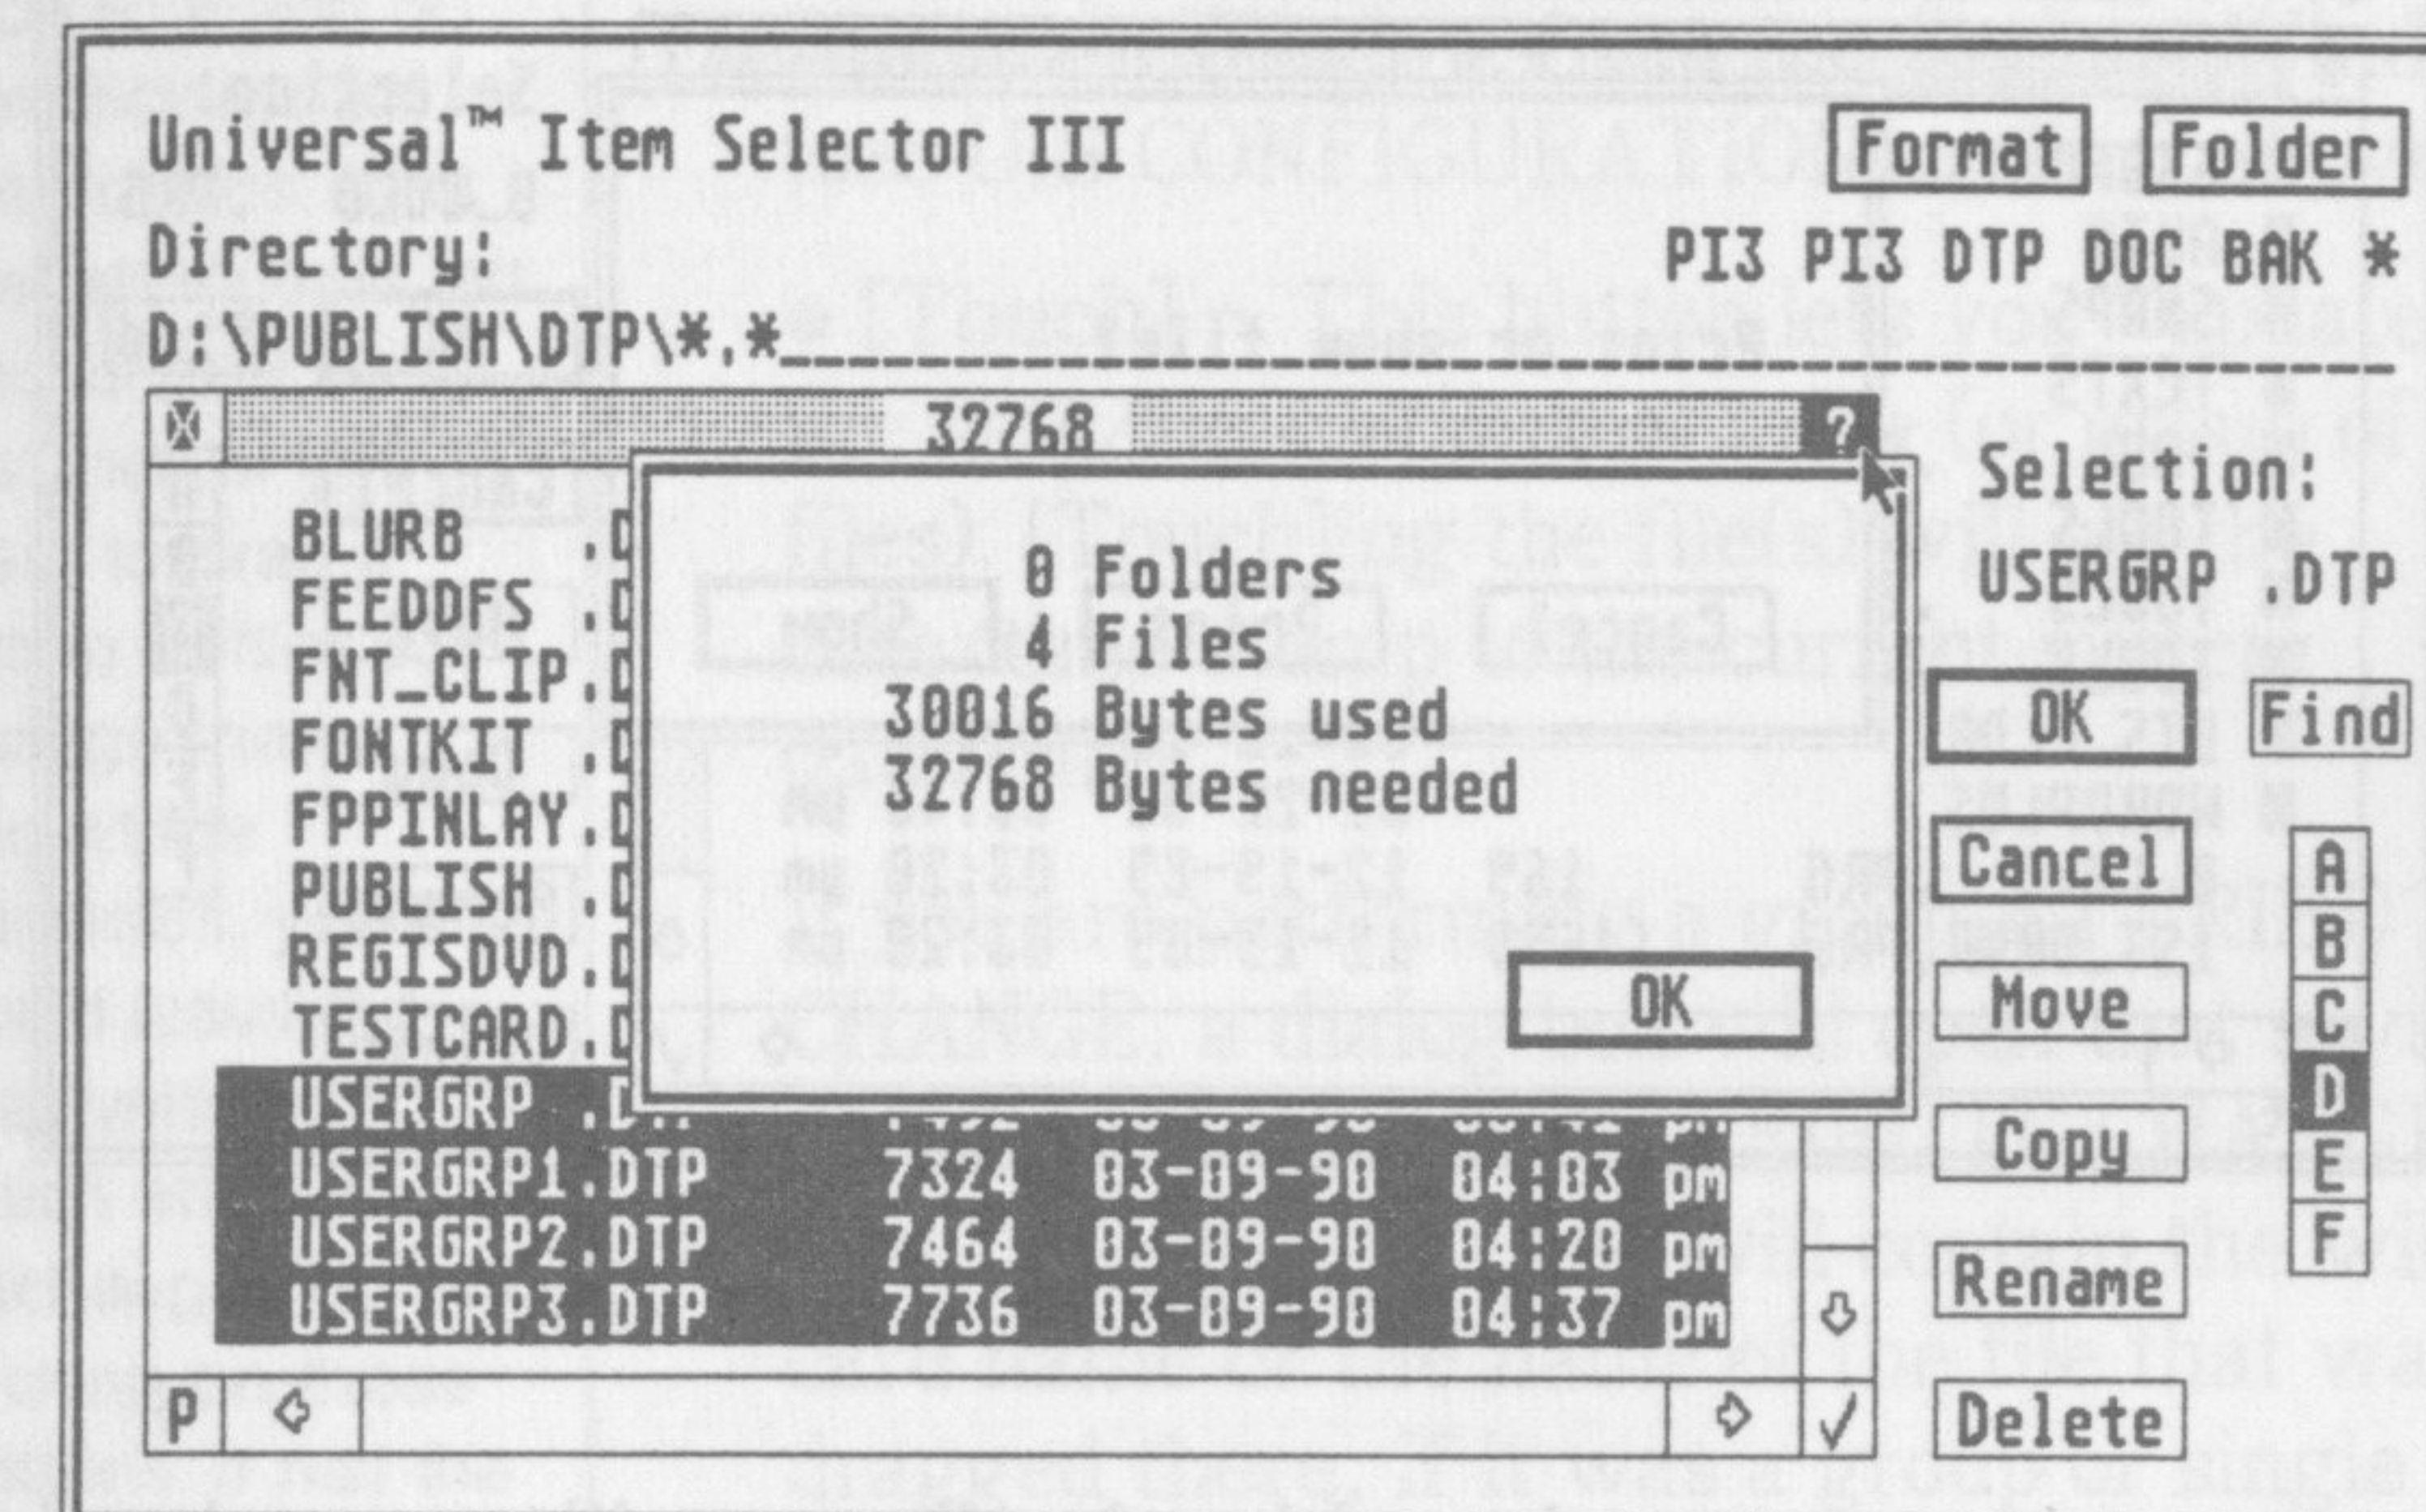 Universal™ Item Selector III
Format
Folder
Directory:
PI3 PI3 DTP DOC BAK *
D:\PUBLISH\DTP\*.*
32768
?
Selection:
USERGRP .DTP
BLURB .D
FEEDDFS .D
FNT_CLIP.D
FONTKIT .D
FPPINLAY.D
PUBLISH .D
REGISDVD.D
TESTCARD.D
0 Folders
4 Files
30016 Bytes used
32768 Bytes needed
OK
USERGRP .DTP 7492
USERGRP1.DTP 7324 03-09-90 04:03 pm
USERGRP2.DTP 7464 03-09-90 04:20 pm
USERGRP3.DTP 7736 03-09-90 04:37 pm
P
OK
Find
Cancel
Move
Copy
Rename
Delete
A
B
C
D
E
F